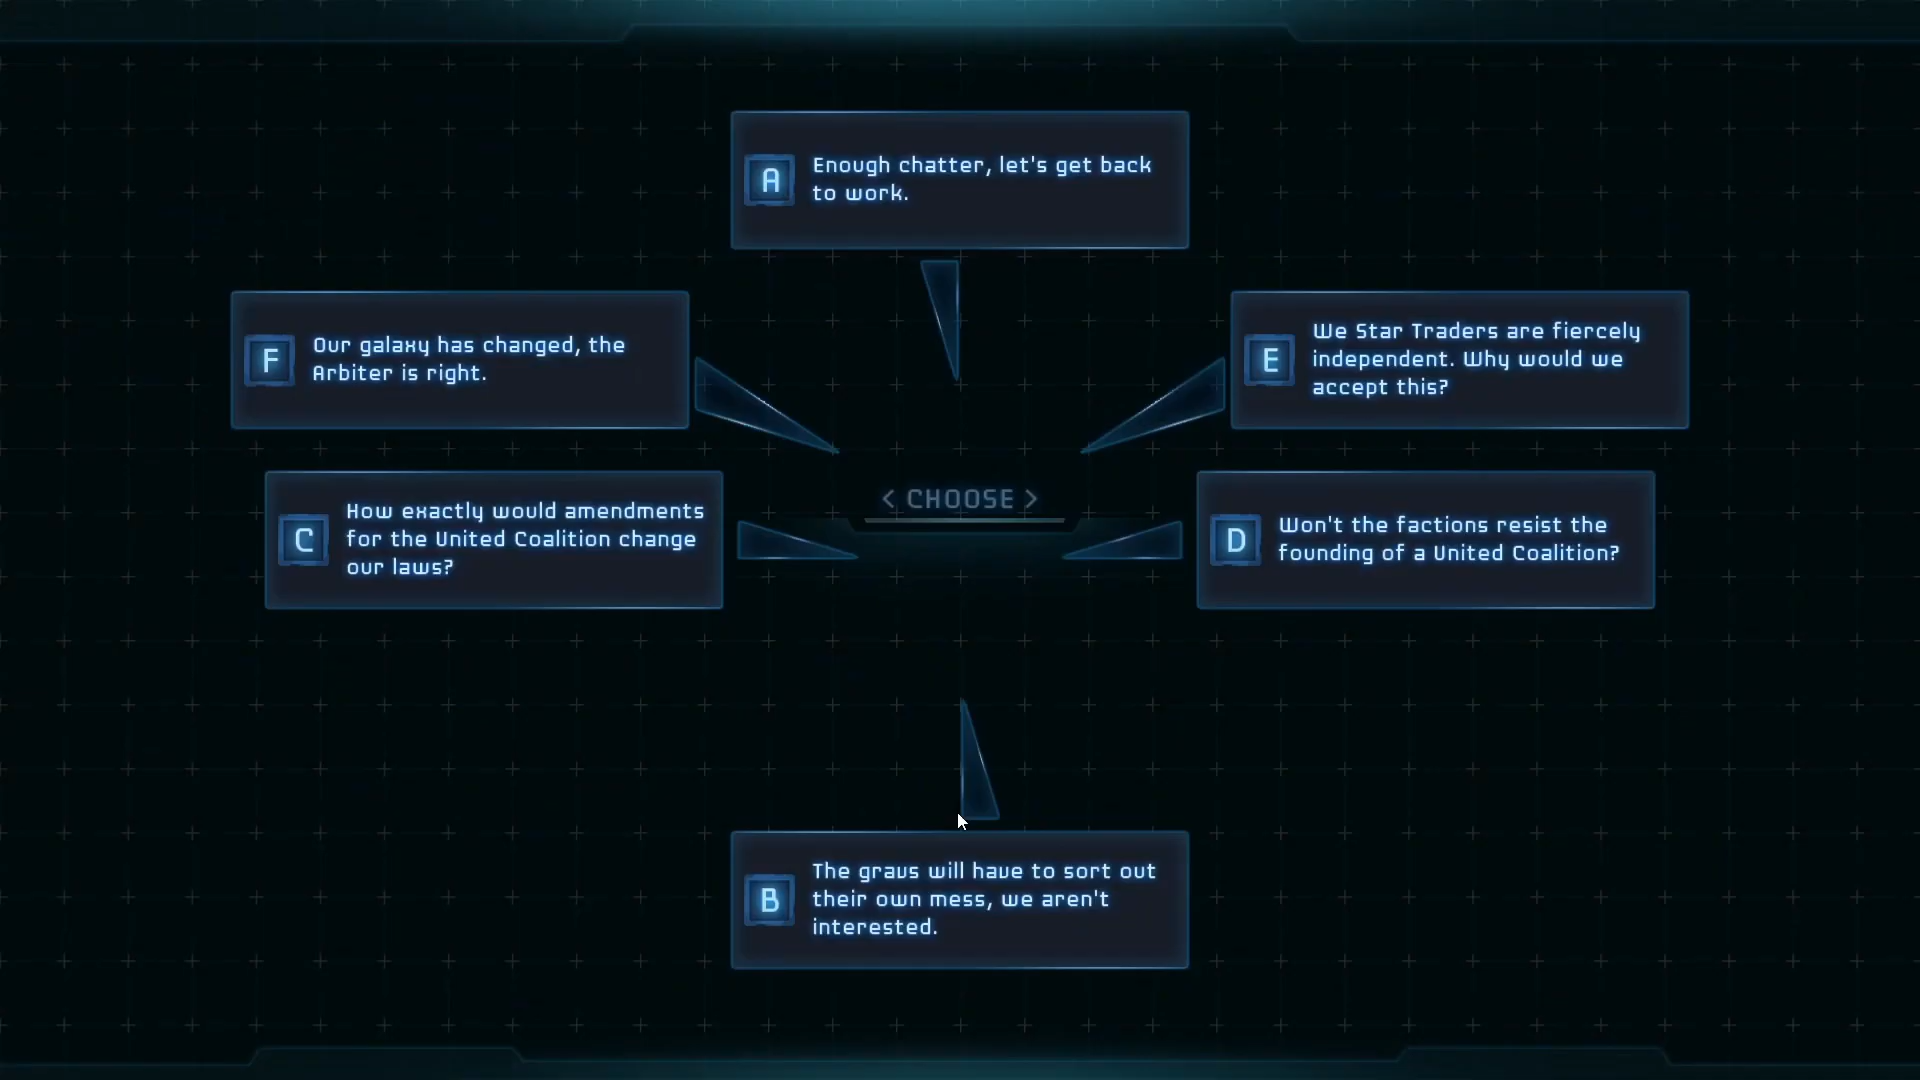 A
Enough chatter, let's get back
to work.
F
Our galaxy has changed, the
Arbiter is right.
E
We Star Traders are fiercely
independent. Why would we
accept this?
< CHOOSE >
C
How exactly would amendments
for the United Coalition change
our laws?
D
Won't the factions resist the
founding of a United Coalition?
B
The gravs will have to sort out
their own mess, we aren't
interested.